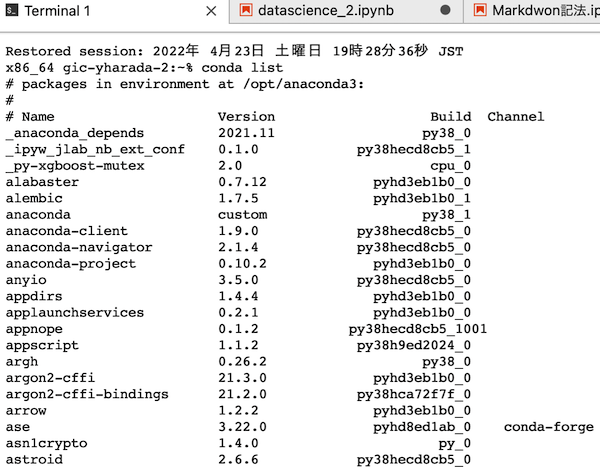 Terminal 1
datascience_2.ipynb
Markdwon記法.ip
Restored session: 2022年 4月23日 土曜日 19時28分36秒 JST
x86_64 gic-yharada-2:~% conda list
# packages in environment at /opt/anaconda3:
#
# Name Version Build Channel
_anaconda_depends 2021.11 py38_0
_ipyw_jlab_nb_ext_conf 0.1.0 py38hecd8cb5_1
_py-xgboost-mutex 2.0 cpu_0
alabaster 0.7.12 pyhd3eb1b0_0
alembic 1.7.5 pyhd3eb1b0_1
anaconda custom py38_1
anaconda-client 1.9.0 py38hecd8cb5_0
anaconda-navigator 2.1.4 py38hecd8cb5_0
anaconda-project 0.10.2 pyhd3eb1b0_0
anyio 3.5.0 py38hecd8cb5_0
appdirs 1.4.4 pyhd3eb1b0_0
applaunchservices 0.2.1 pyhd3eb1b0_0
appnope 0.1.2 py38hecd8cb5_1001
appscript 1.1.2 py38h9ed2024_0
argh 0.26.2 py38_0
argon2-cffi 21.3.0 pyhd3eb1b0_0
argon2-cffi-bindings 21.2.0 py38hca72f7f_0
arrow 1.2.2 pyhd3eb1b0_0
ase 3.22.0 pyhd8ed1ab_0 conda-forge
asn1crypto 1.4.0 py_0
astroid 2.6.6 py38hecd8cb5_0